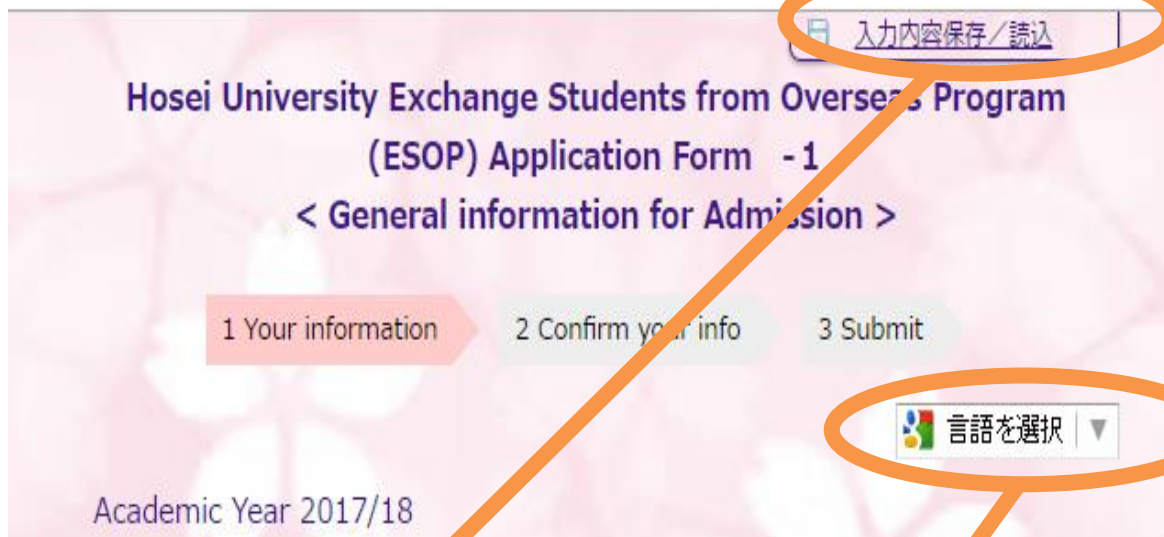 入力内容保存／読込
Hosei University Exchange Students from Overseas Program
(ESOP) Application Form - 1
< General information for Admission >
1 Your information 2 Confirm your info 3 Submit
言語を選択 ▼
Academic Year 2017/18